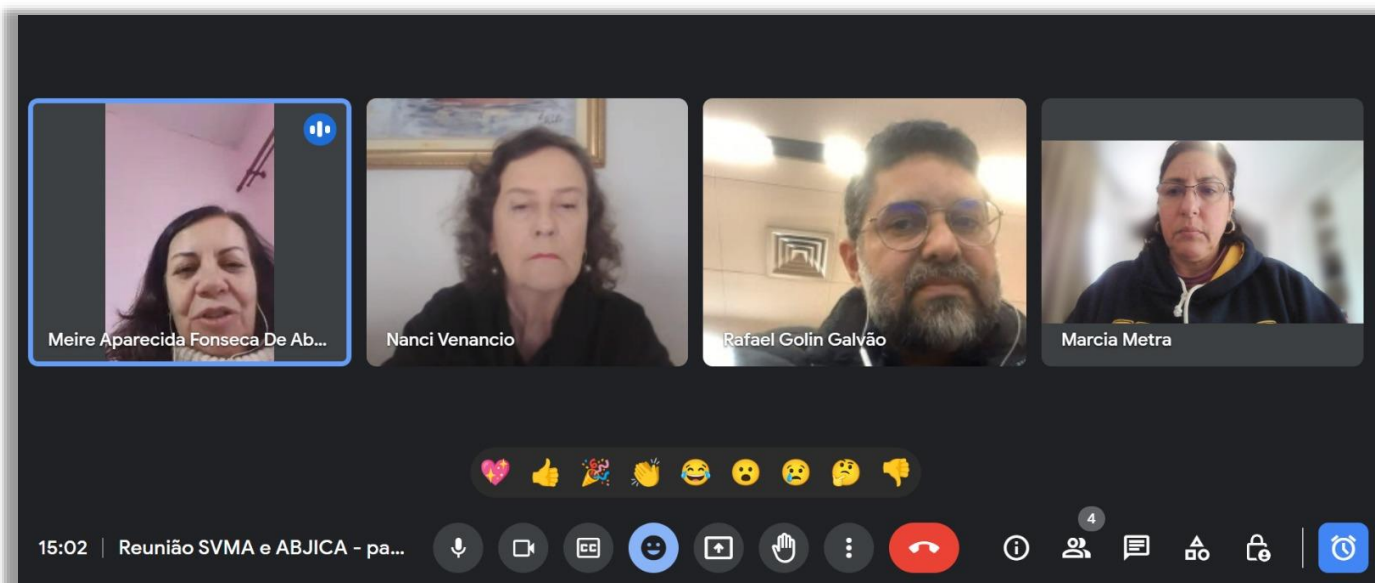 Meire Aparecida Fonseca De Ab...
Nanci Venancio
Rafael Golin Galvão
Marcia Metra
4
15:02 | Reunião SVMA e ABJICA - pa...
CC